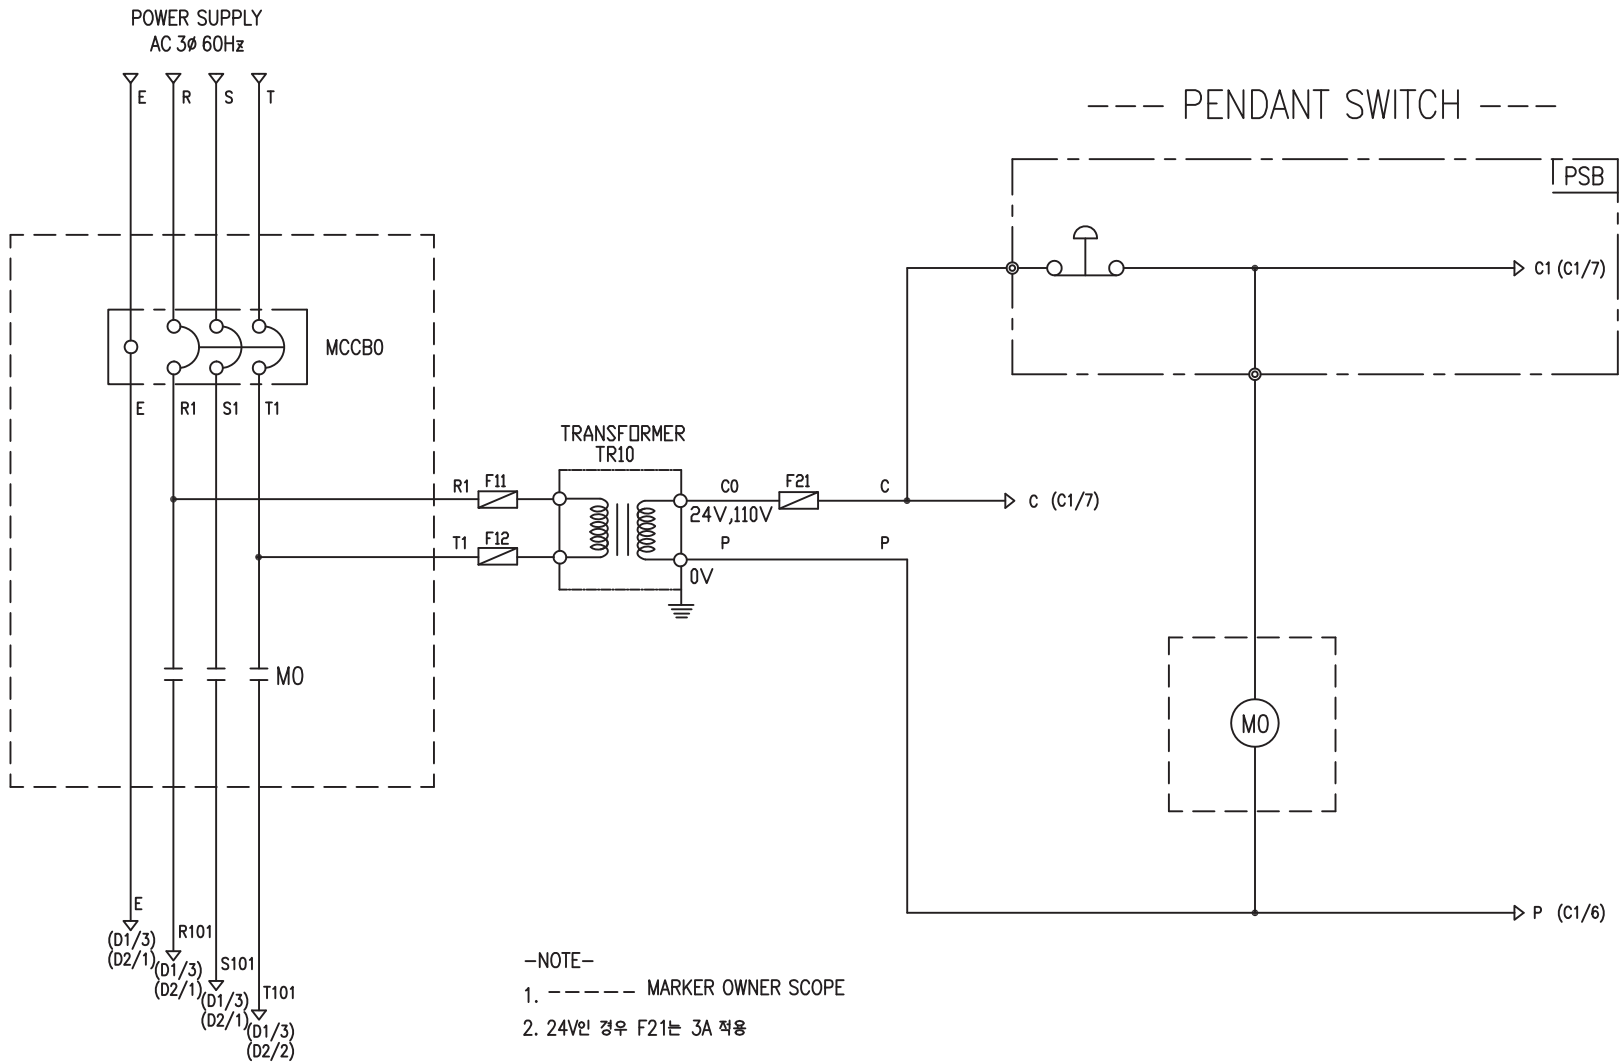 POWER SUPPLY
AC 3ø 60Hz
E R S T
PENDANT SWITCH
PSB
C1 (C1/7)
MCCB0
E R1 S1 T1
TRANSFORMER
TR10
R1 F11
C0 F21 C
C (C1/7)
24V,110V
T1 F12
P P
0V
M0
M0
E
(D1/3)
(D2/1)
R101
(D1/3)
(D2/1)
S101
(D1/3)
(D2/1)
T101
(D1/3)
(D2/2)
P (C1/6)
-NOTE-
1. ------ MARKER OWNER SCOPE
2. 24V인 경우 F21는 3A 적용